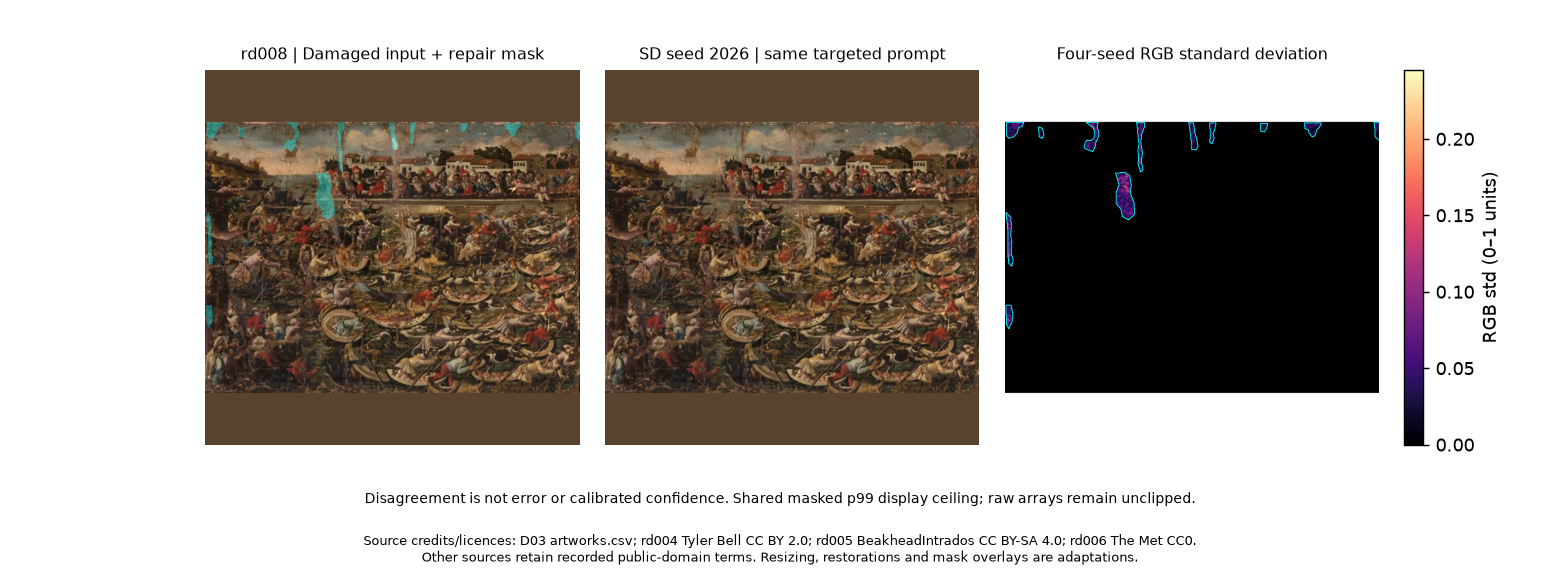 rd008 | Damaged input + repair mask
SD seed 2026 | same targeted prompt
Four-seed RGB standard deviation
0.20
0.15
0.10
0.05
0.00
RGB std (0–1 units)
Disagreement is not error or calibrated confidence. Shared masked p99 display ceiling; raw arrays remain unclipped.
Source credits/licences: D03 artworks.csv; rd004 Tyler Bell CC BY 2.0; rd005 BeakheadIntrados CC BY-SA 4.0; rd006 The Met CC0.
Other sources retain recorded public-domain terms. Resizing, restorations and mask overlays are adaptations.